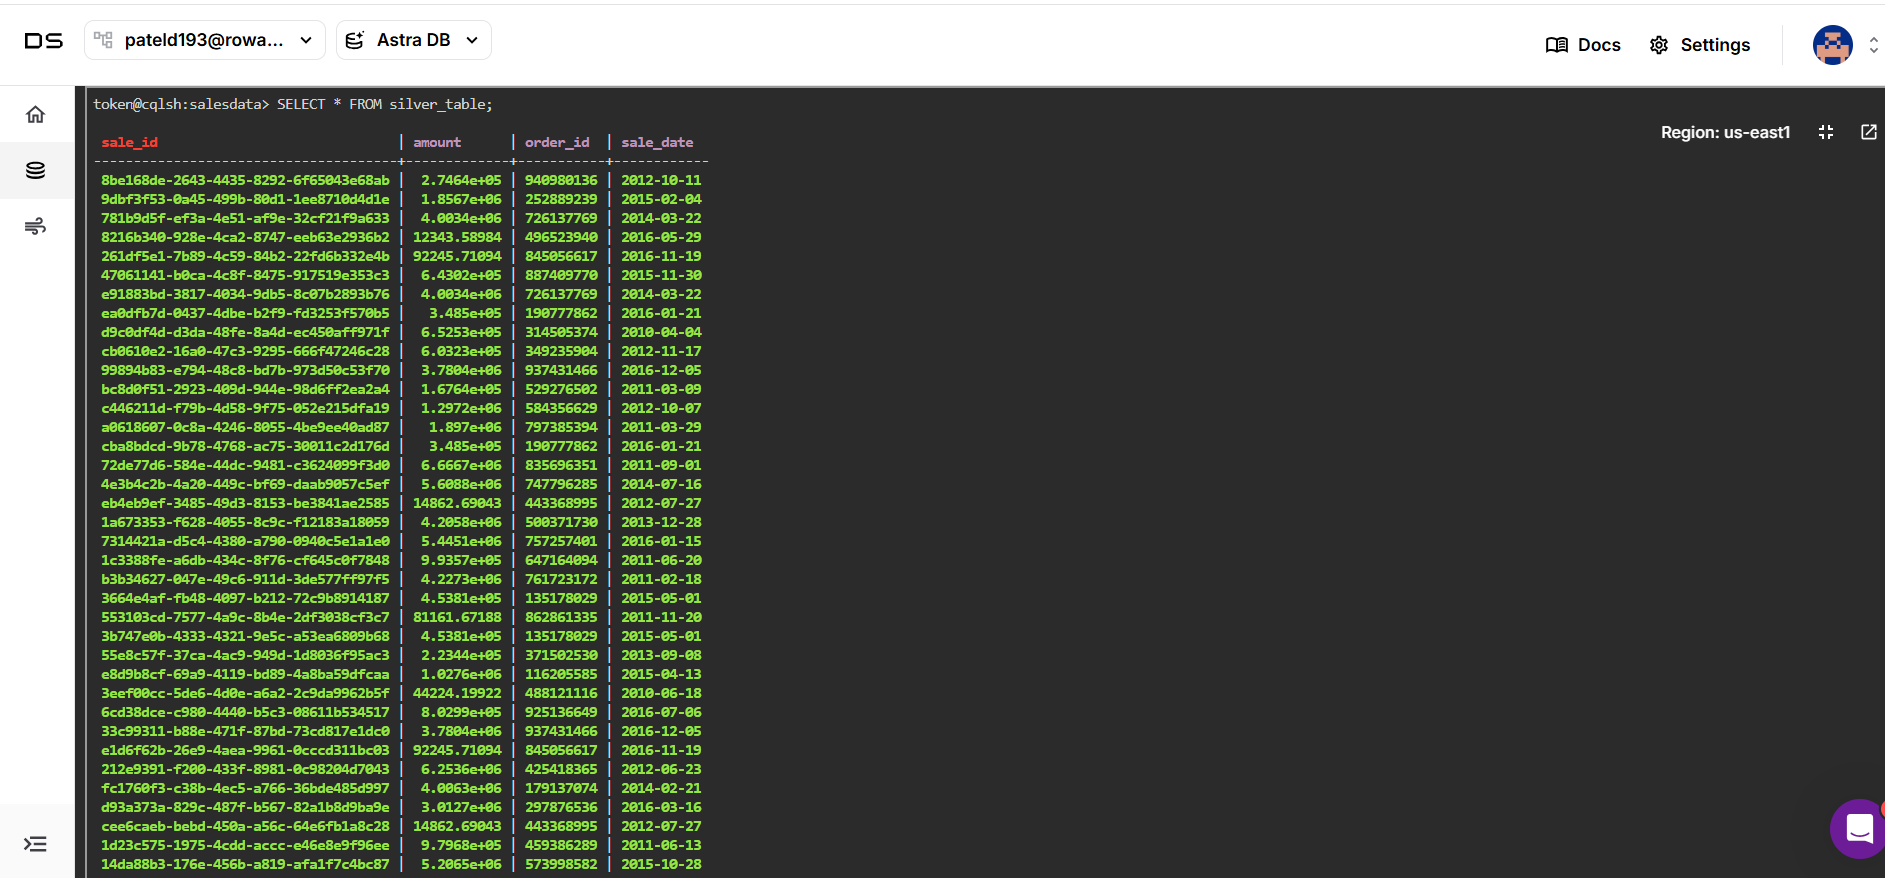 DS pateld193@rowa... Astra DB Docs Settings
token@cqlsh:salesdata> SELECT * FROM silver_table;
Region: us-east1
sale_id | amount | order_id | sale_date
--------------------------------------+-------------+-----------+------------
8be168de-2643-4435-8292-6f65043e68ab | 2.7464e+05 | 940980136 | 2012-10-11
9dbf3f53-0a45-499b-80d1-1ee8710d4d1e | 1.8567e+06 | 252889239 | 2015-02-04
781b9d5f-ef3a-4e51-af9e-32cf21f9a633 | 4.0034e+06 | 726137769 | 2014-03-22
8216b340-928e-4ca2-8747-eeb63e2936b2 | 12343.58984 | 496523940 | 2016-05-29
261df5e1-7b89-4c59-84b2-22fd6b332e4b | 92245.71094 | 845056617 | 2016-11-19
47061141-b0ca-4c8f-8475-917519e353c3 | 6.4302e+05 | 887409770 | 2015-11-30
e91883bd-3817-4034-9db5-8c07b2893b76 | 4.0034e+06 | 726137769 | 2014-03-22
ea0dfb7d-0437-4dbe-b2f9-fd3253f570b5 | 3.485e+05 | 190777862 | 2016-01-21
d9c0df4d-d3da-48fe-8a4d-ec450aff971f | 6.5253e+05 | 314505374 | 2010-04-04
cb0610e2-16a0-47c3-9295-666f47246c28 | 6.0323e+05 | 349235904 | 2012-11-17
99894b83-e794-48c8-bd7b-973d50c53f70 | 3.7804e+06 | 937431466 | 2016-12-05
bc8d0f51-2923-409d-944e-98d6ff2ea2a4 | 1.6764e+05 | 529276502 | 2011-03-09
c446211d-f79b-4d58-9f75-052e215dfa19 | 1.2972e+06 | 584356629 | 2012-10-07
a0618607-0c8a-4246-8055-4be9ee40ad87 | 1.897e+06 | 797385394 | 2011-03-29
cba8bdcd-9b78-4768-ac75-30011c2d176d | 3.485e+05 | 190777862 | 2016-01-21
72de77d6-584e-44dc-9481-c3624099f3d0 | 6.6667e+06 | 835696351 | 2011-09-01
4e3b4c2b-4a20-449c-bf69-daab9057c5ef | 5.6088e+06 | 747796285 | 2014-07-16
eb4eb9ef-3485-49d3-8153-be3841ae2585 | 14862.69043 | 443368995 | 2012-07-27
1a673353-f628-4055-8c9c-f12183a18059 | 4.2058e+06 | 500371730 | 2013-12-28
7314421a-d5c4-4380-a790-0940c5e1a1e0 | 5.4451e+06 | 757257401 | 2016-01-15
1c3388fe-a6db-434c-8f76-cf645c0f7848 | 9.9357e+05 | 647164094 | 2011-06-20
b3b34627-047e-49c6-911d-3de577ff97f5 | 4.2273e+06 | 761723172 | 2011-02-18
3664e4af-fb48-4097-b212-72c9b8914187 | 4.5381e+05 | 135178029 | 2015-05-01
553103cd-7577-4a9c-8b4e-2df3038cf3c7 | 81161.67188 | 862861335 | 2011-11-20
3b747e0b-4333-4321-9e5c-a53ea6809b68 | 4.5381e+05 | 135178029 | 2015-05-01
55e8c57f-37ca-4ac9-949d-1d8036f95ac3 | 2.2344e+05 | 371502530 | 2013-09-08
e8d9b8cf-69a9-4119-bd89-4a8ba59dfcaa | 1.0276e+06 | 116205585 | 2015-04-13
3eef00cc-5de6-4d0e-a6a2-2c9da9962b5f | 44224.19922 | 488121116 | 2010-06-18
6cd38dce-c980-4440-b5c3-08611b534517 | 8.0299e+05 | 925136649 | 2016-07-06
33c99311-b88e-471f-87bd-73cd817e1dc0 | 3.7804e+06 | 937431466 | 2016-12-05
e1d6f62b-26e9-4aea-9961-0cccd311bc03 | 92245.71094 | 845056617 | 2016-11-19
212e9391-f200-433f-8981-0c98204d7043 | 6.2536e+06 | 425418365 | 2012-06-23
fc1760f3-c38b-4ec5-a766-36bde485d997 | 4.0063e+06 | 179137074 | 2014-02-21
d93a373a-829c-487f-b567-82a1b8d9ba9e | 3.0127e+06 | 297876536 | 2016-03-16
cee6caeb-bebd-450a-a56c-64e6fb1a8c28 | 14862.69043 | 443368995 | 2012-07-27
1d23c575-1975-4cdd-accc-e46e8e9f96ee | 9.7968e+05 | 459386289 | 2011-06-13
14da88b3-176e-456b-a819-afa1f7c4bc87 | 5.2065e+06 | 573998582 | 2015-10-28